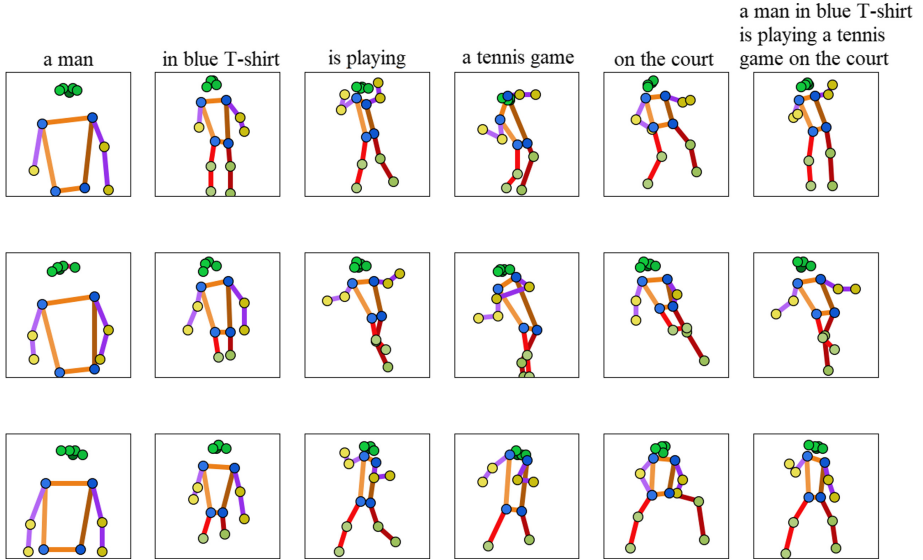 a man
in blue T-shirt
is playing
a tennis game
on the court
a man in blue T-shirt
is playing a tennis
game on the court